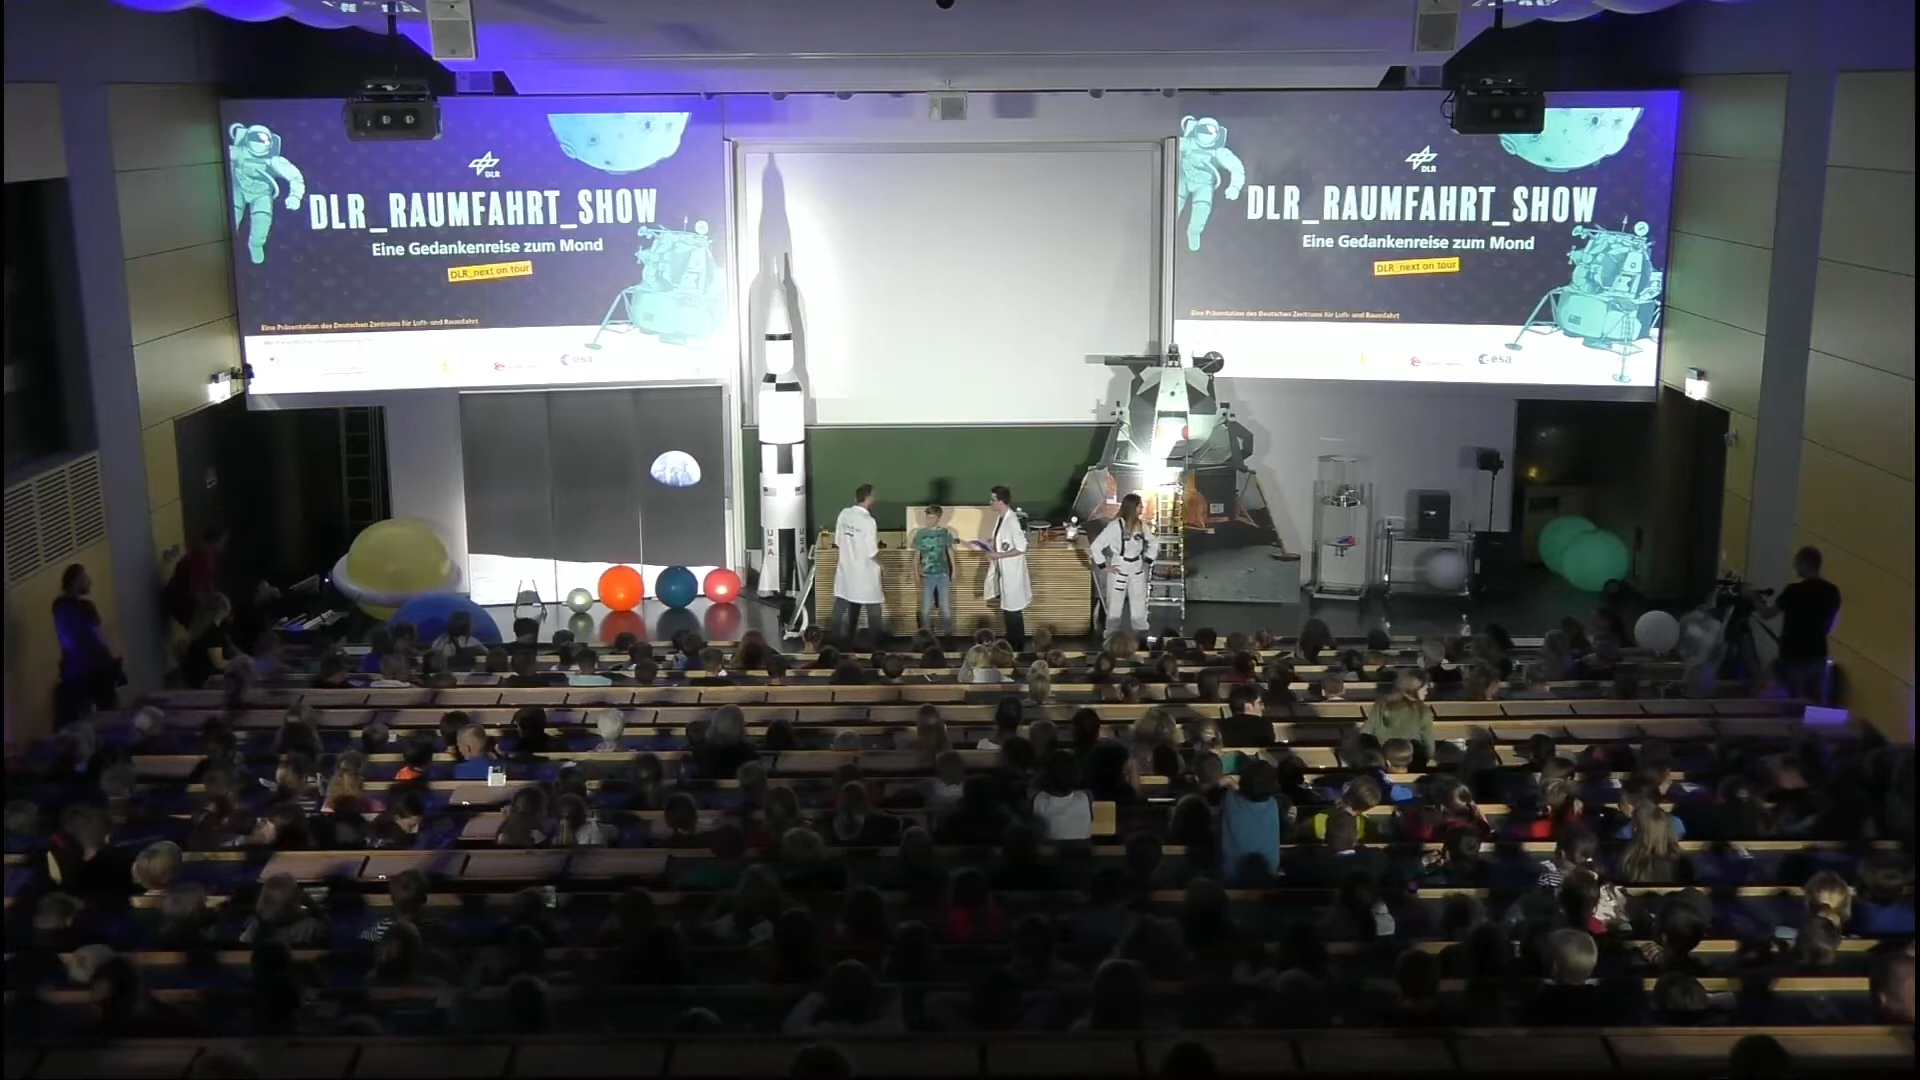 DLR
DLR_RAUMFAHRT_SHOW
Eine Gedankenreise zum Mond
DLR_next on tour
Eine Präsentation des Deutschen Zentrums für Luft- und Raumfahrt
esa
DLR
DLR_RAUMFAHRT_SHOW
Eine Gedankenreise zum Mond
DLR_next on tour
Eine Präsentation des Deutschen Zentrums für Luft- und Raumfahrt
esa
USA
USA